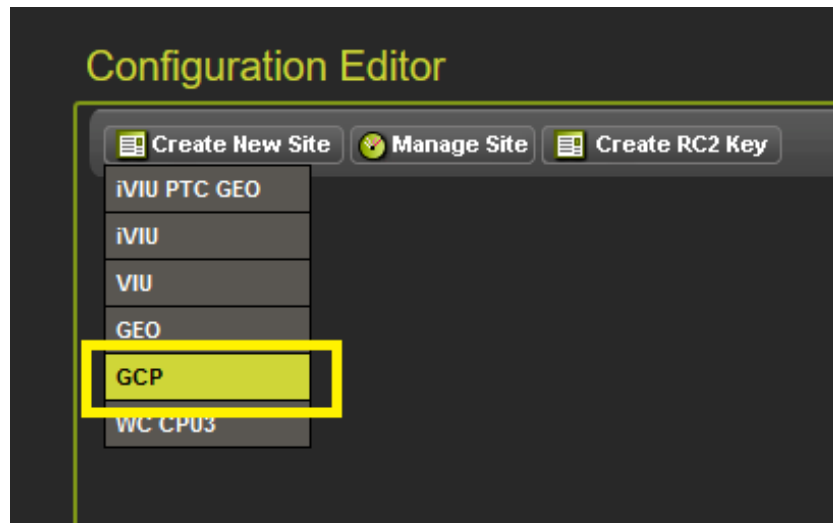 Configuration Editor
Create New Site Manage Site Create RC2 Key
iVIU PTC GEO
iVIU
VIU
GEO
GCP
WC CPU3